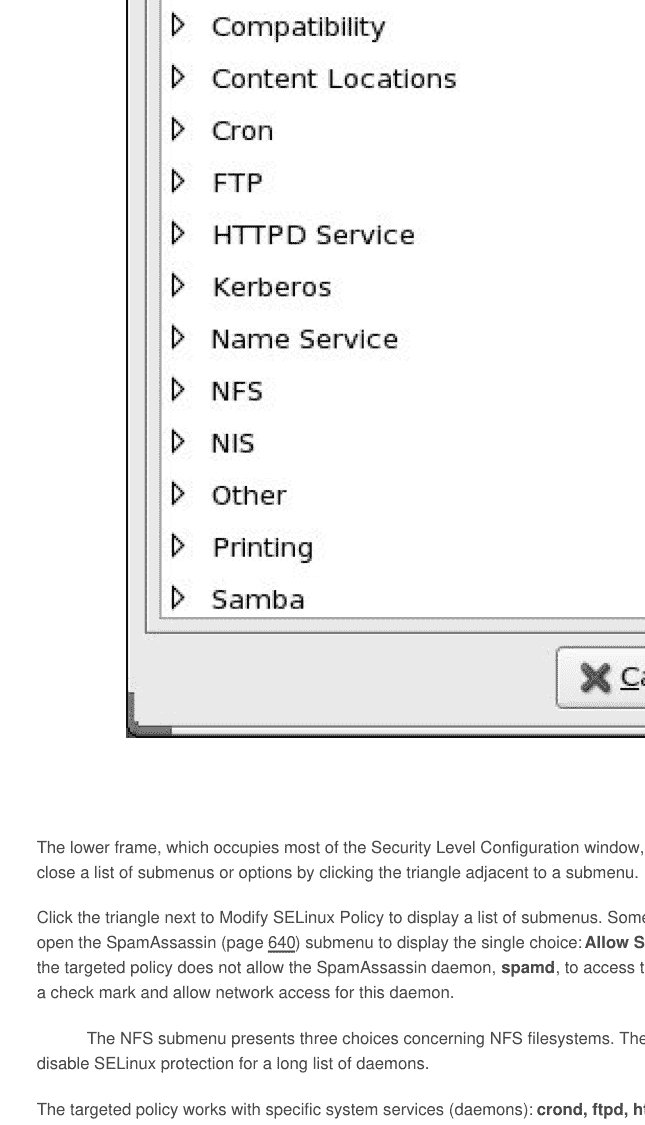 Compatibility
Content Locations
Cron
FTP
HTTPD Service
Kerberos
Name Service
NFS
NIS
Other
Printing
Samba
Ca
The lower frame, which occupies most of the Security Level Configuration window,
close a list of submenus or options by clicking the triangle adjacent to a submenu.
Click the triangle next to Modify SELinux Policy to display a list of submenus. Some
open the SpamAssassin (page 640) submenu to display the single choice: Allow S
the targeted policy does not allow the SpamAssassin daemon, spamd, to access t
a check mark and allow network access for this daemon.
The NFS submenu presents three choices concerning NFS filesystems. The
disable SELinux protection for a long list of daemons.
The targeted policy works with specific system services (daemons): crond, ftpd, ht